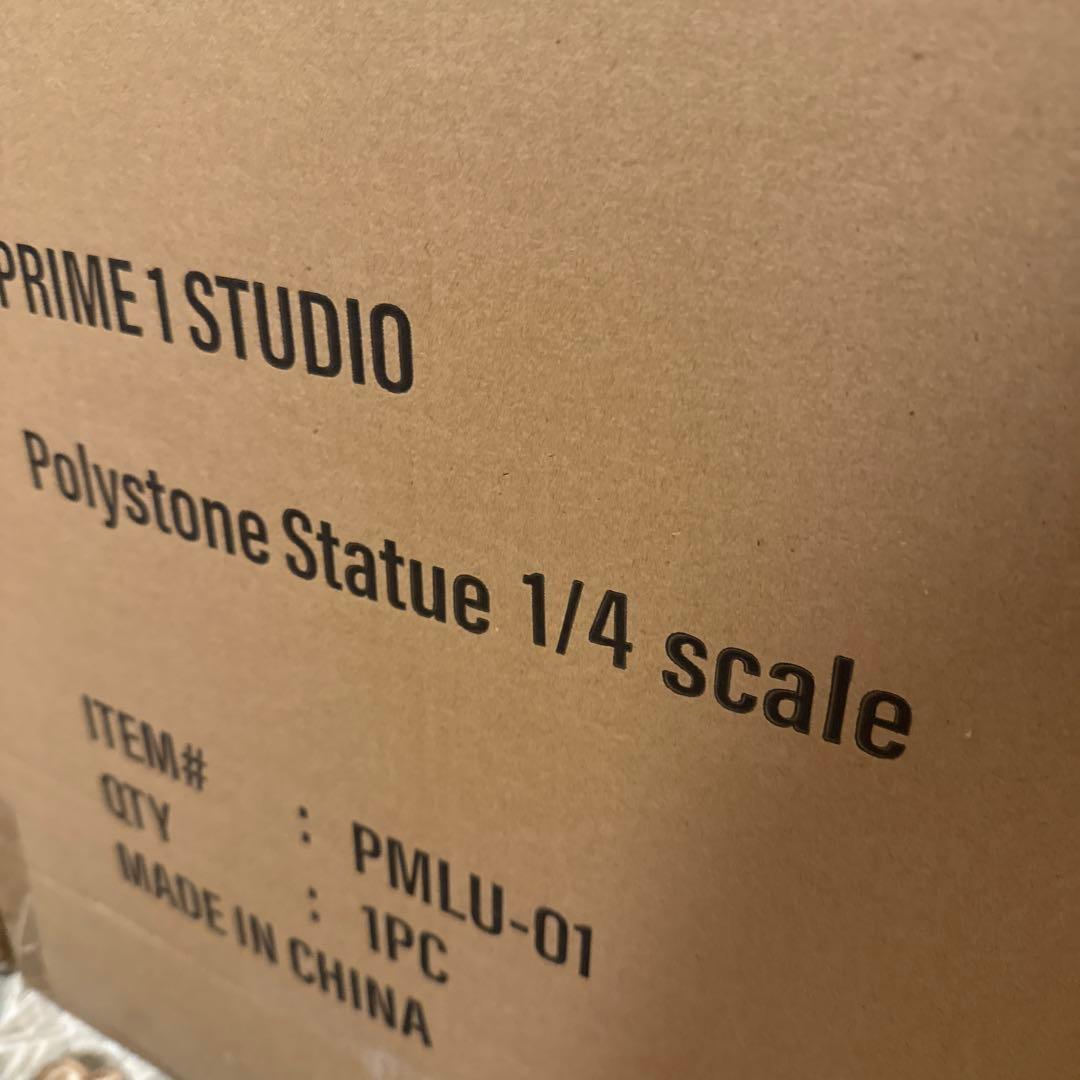 PRIME 1 STUDIO
Polystone Statue 1/4 scale
ITEM# : PMLU-01
QTY : 1PC
MADE IN CHINA